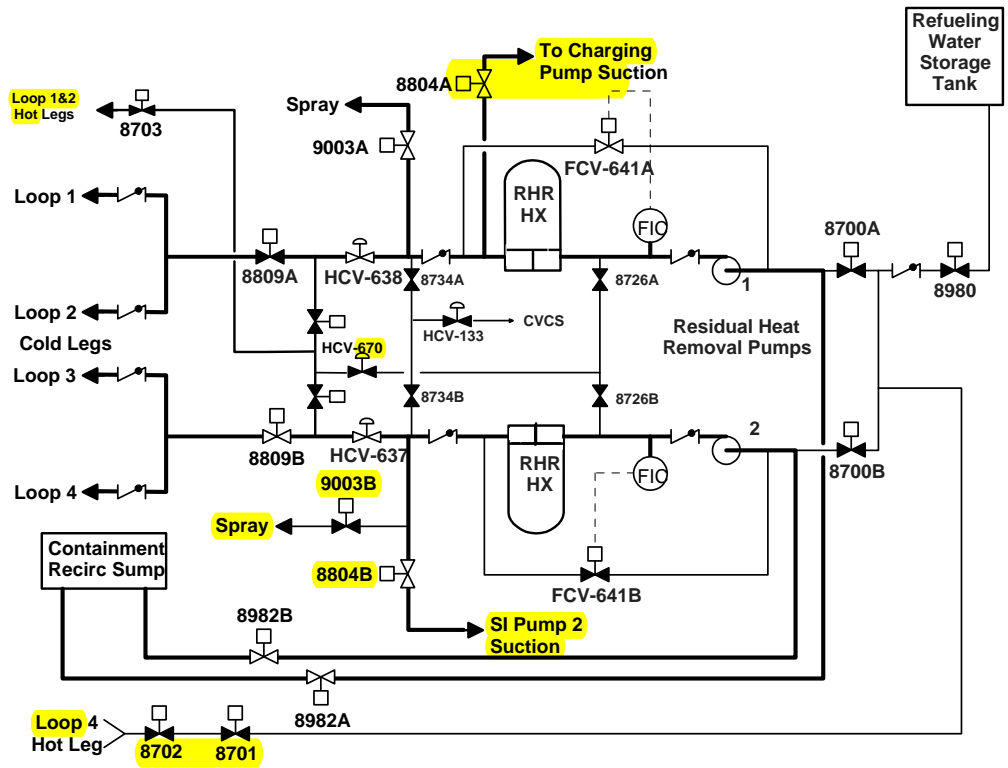 Refueling
Water
Storage
Tank
To Charging
Pump Suction
8804A
Loop 1&2
Hot Legs
8703
Spray
9003A
FCV-641A
RHR
HX
FIC
Loop 1
8700A
8809A
HCV-638
8734A
8726A
1
8980
Loop 2
HCV-133
CVCS
Residual Heat
Removal Pumps
Cold Legs
HCV-670
Loop 3
8734B
8726B
2
8809B
HCV-637
8700B
RHR
HX
FIC
Loop 4
9003B
Spray
Containment
Recirc Sump
8804B
FCV-641B
8982B
SI Pump 2
Suction
8982A
Loop 4
Hot Leg
8702
8701